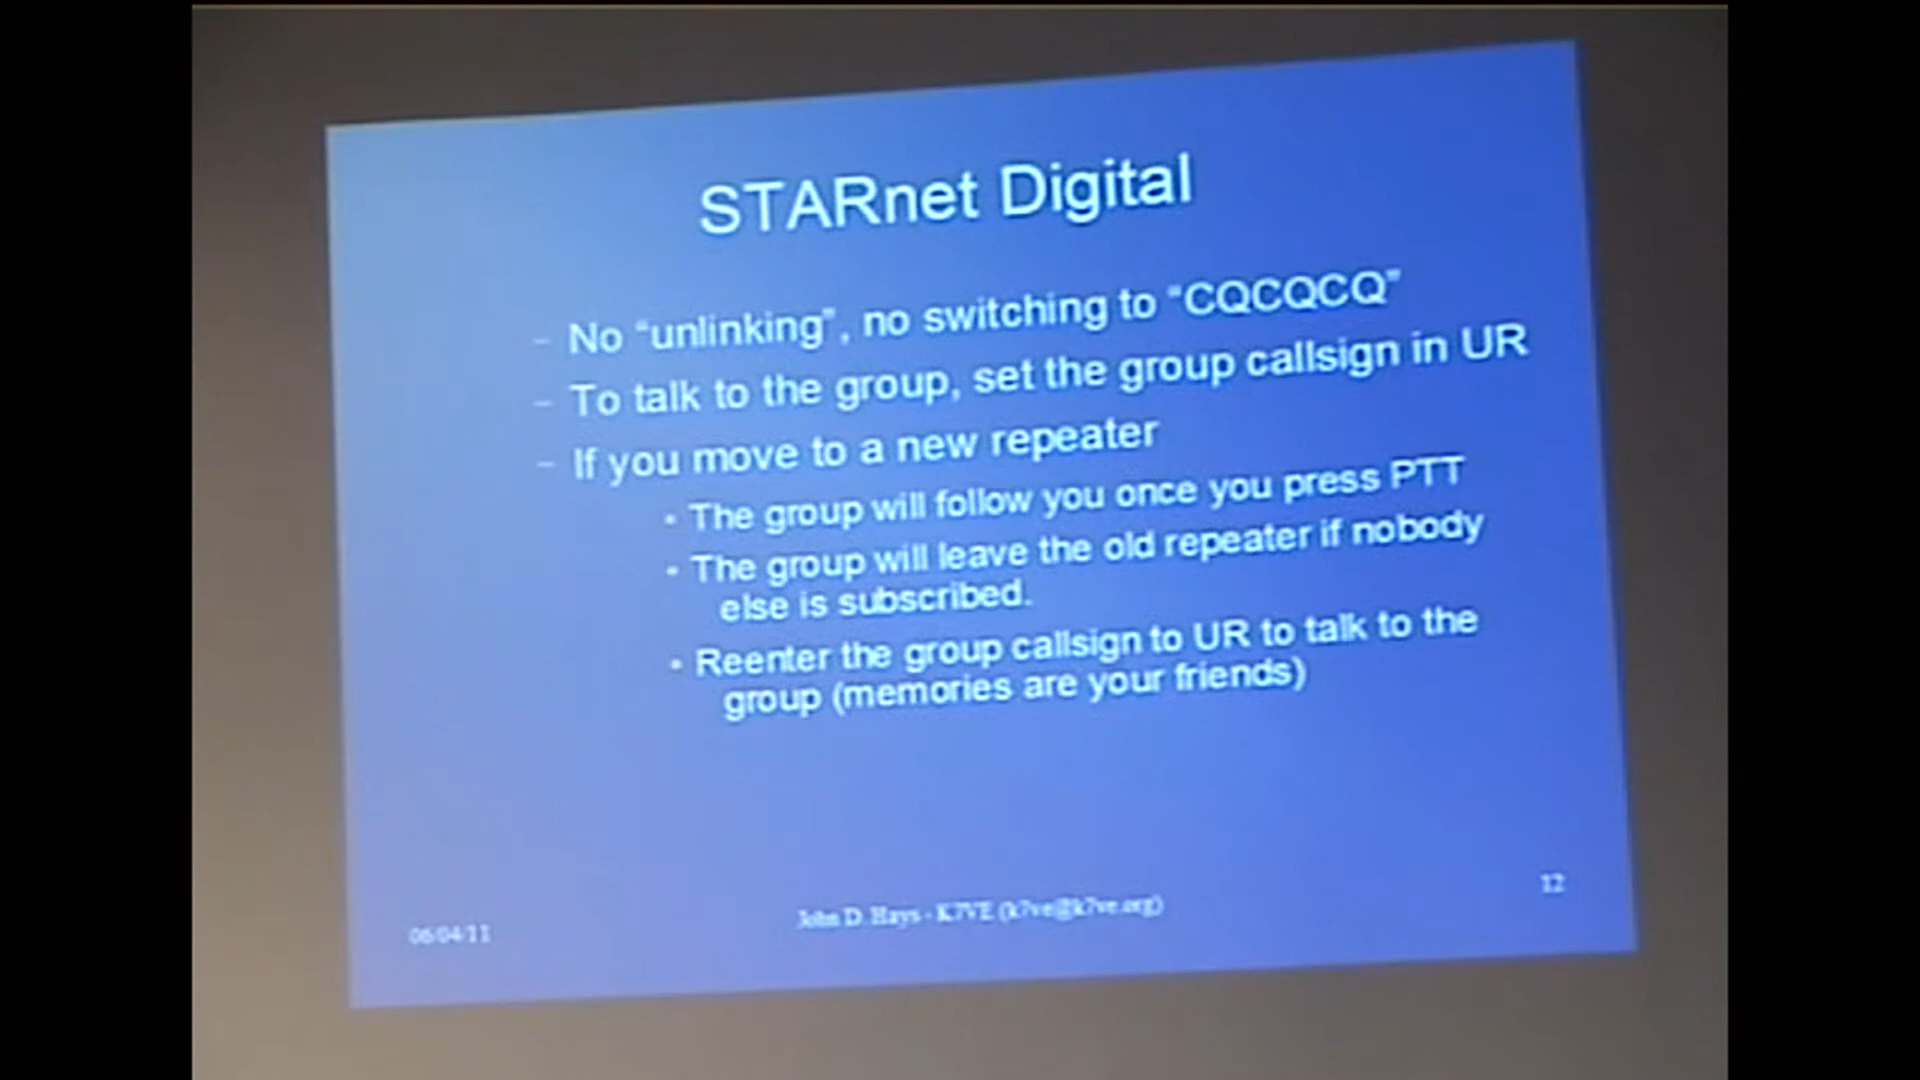 STARnet Digital
– No “unlinking”, no switching to “CQCQCQ”
– To talk to the group, set the group callsign in UR
– If you move to a new repeater
• The group will follow you once you press PTT
• The group will leave the old repeater if nobody
else is subscribed.
• Reenter the group callsign to UR to talk to the
group (memories are your friends)
06/04/11
John D. Hays - K7VE (k7ve@k7ve.org)
12